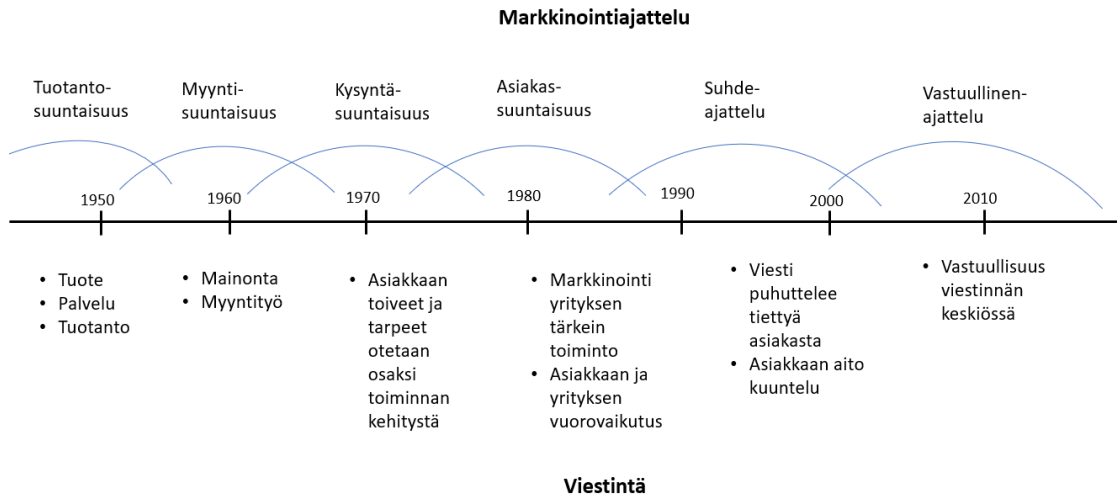 Markkinointiajattelu
Tuotanto-
suuntaisuus
Myynti-
suuntaisuus
Kysyntä-
suuntaisuus
Asiakas-
suuntaisuus
Suhde-
ajattelu
Vastuullinen-
ajattelu
1950
1960
1970
1980
1990
2000
2010
• Tuote
• Palvelu
• Tuotanto
• Mainonta
• Myyntityö
• Asiakkaan
toiveet ja
tarpeet
otetaan
osaksi
toiminnan
kehitystä
• Markkinointi
yrityksen
tärkein
toiminto
• Asiakkaan ja
yrityksen
vuorovaikutus
• Viesti
puhuttelee
tiettyä
asiakasta
• Asiakkaan aito
kuuntelu
• Vastuullisuus
viestinnän
keskiössä
Viestintä